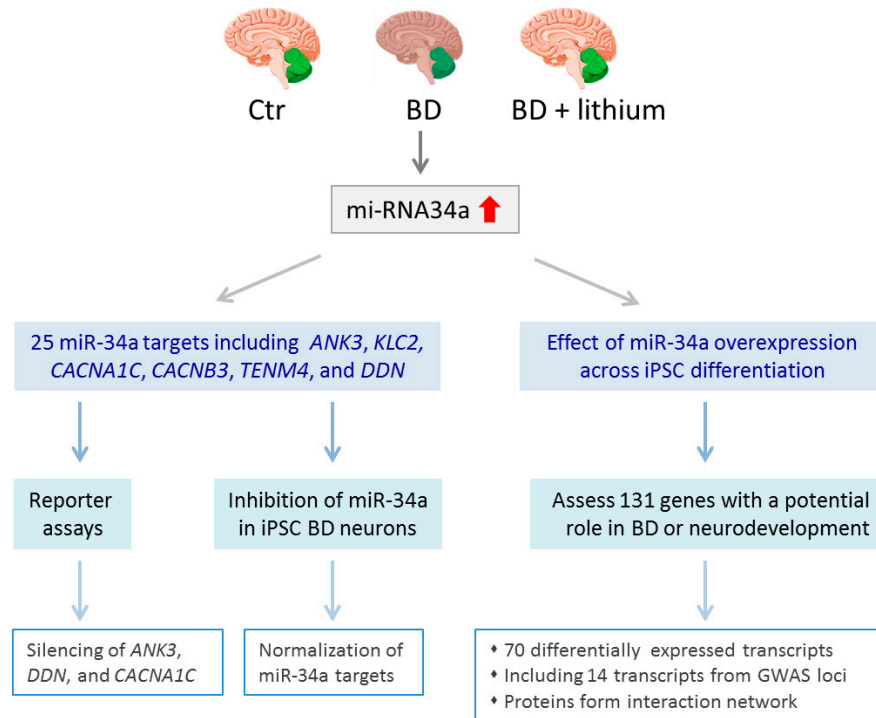 Ctr
BD
BD + lithium
mi-RNA34a
25 miR-34a targets including ANK3, KLC2,
CACNA1C, CACNB3, TENM4, and DDN
Effect of miR-34a overexpression
across iPSC differentiation
Reporter
assays
Inhibition of miR-34a
in iPSC BD neurons
Assess 131 genes with a potential
role in BD or neurodevelopment
Silencing of ANK3,
DDN, and CACNA1C
Normalization of
miR-34a targets
♦ 70 differentially expressed transcripts
♦ Including 14 transcripts from GWAS loci
♦ Proteins form interaction network